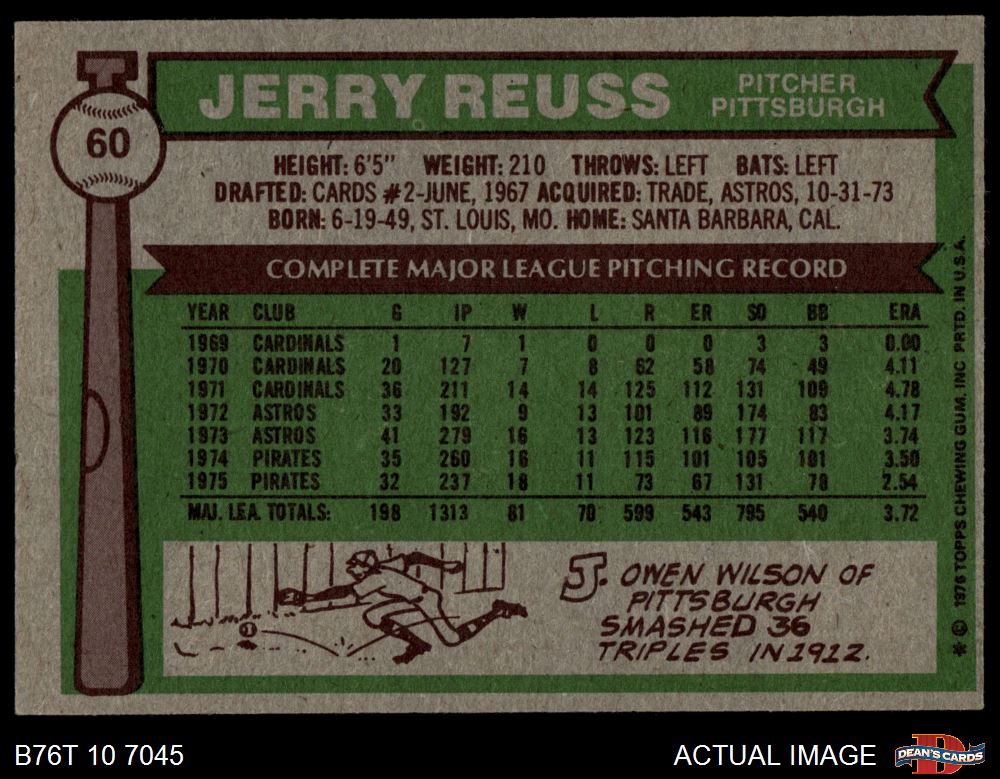 60
JERRY REUSS
PITCHER
PITTSBURGH
HEIGHT: 6'5" WEIGHT: 210 THROWS: LEFT BATS: LEFT
DRAFTED: CARDS #2-JUNE, 1967 ACQUIRED: TRADE, ASTROS, 10-31-73
BORN: 6-19-49, ST. LOUIS, MO. HOME: SANTA BARBARA, CAL.
COMPLETE MAJOR LEAGUE PITCHING RECORD
YEAR CLUB G IP W L R ER SO BB ERA
1969 CARDINALS 1 7 1 0 0 0 3 3 0.00
1970 CARDINALS 20 127 7 8 62 58 74 49 4.11
1971 CARDINALS 36 211 14 14 125 112 131 109 4.78
1972 ASTROS 33 192 9 13 101 89 174 83 4.17
1973 ASTROS 41 279 16 13 123 116 177 117 3.74
1974 PIRATES 35 260 16 11 115 101 105 101 3.50
1975 PIRATES 32 237 18 11 73 67 131 78 2.54
MAJ. LEA. TOTALS: 198 1313 81 70 599 543 795 540 3.72
J. OWEN WILSON OF
PITTSBURGH
SMASHED 36
TRIPLES IN 1912.
* © 1976 TOPPS CHEWING GUM, INC PRTD. IN U.S.A.
B76T 10 7045
ACTUAL IMAGE
D
DEAN'S CARDS